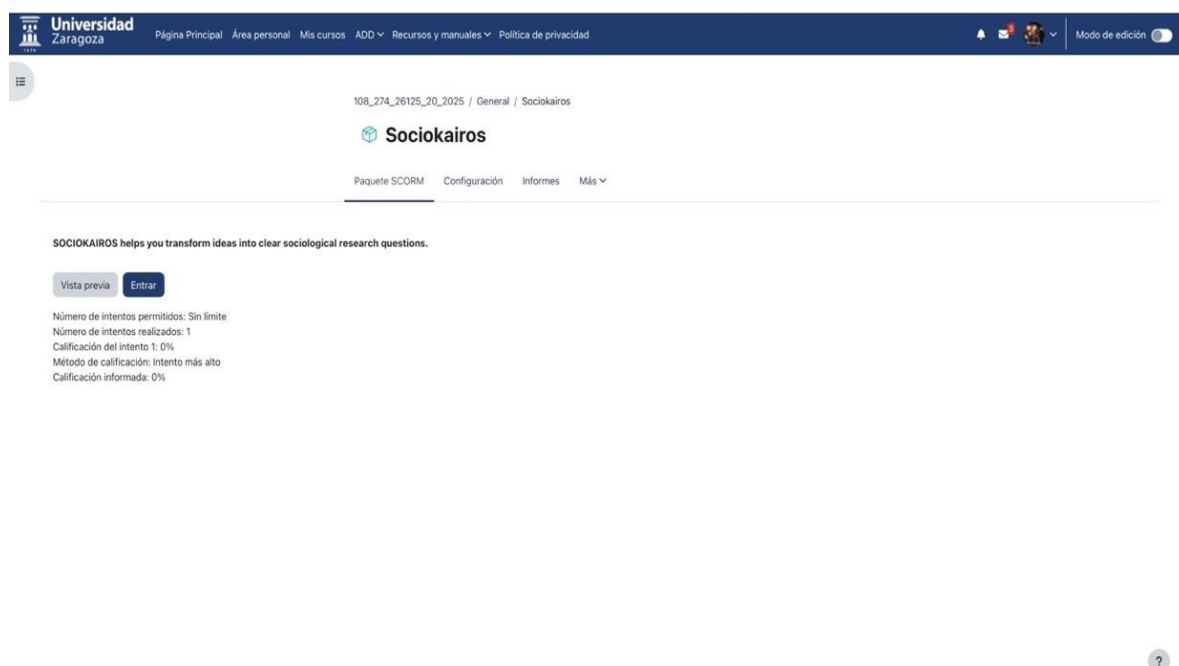 Universidad
Zaragoza
1474
Página Principal Área personal Mis cursos ADD Recursos y manuales Política de privacidad
3
Modo de edición
108_274_26125_20_2025 / General / Sociokairos
Sociokairos
Paquete SCORM Configuración Informes Más
SOCIOKAIROS helps you transform ideas into clear sociological research questions.
Vista previa Entrar
Número de intentos permitidos: Sin límite
Número de intentos realizados: 1
Calificación del intento 1: 0%
Método de calificación: Intento más alto
Calificación informada: 0%
?